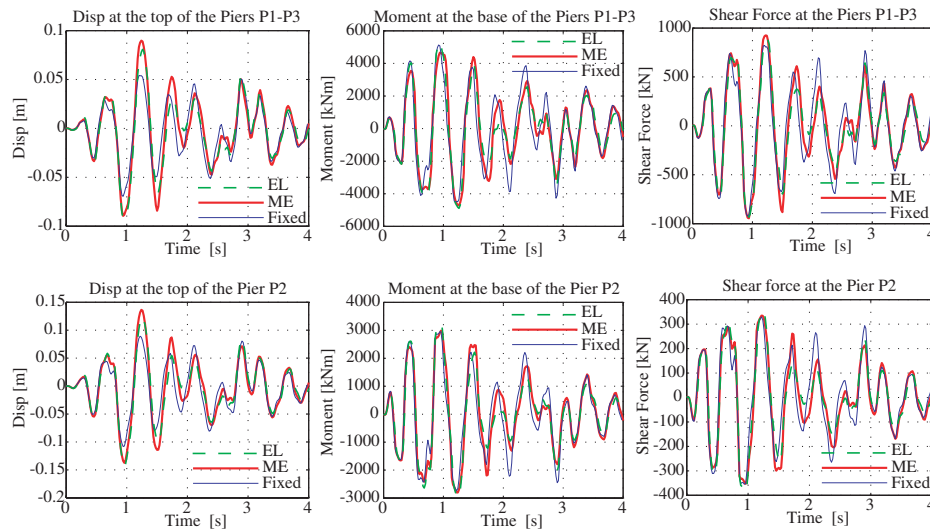 Disp at the top of the Piers P1-P3
Disp [m]
0.1
0.05
0
-0.05
-0.1
EL
ME
Fixed
0 1 2 3 4
Time [s]
Moment at the base of the Piers P1-P3
Moment [kNm]
6000
4000
2000
0
-2000
-4000
6000
EL
ME
Fixed
0 1 2 3 4
Time [s]
Shear Force at the Piers P1-P3
Shear Force [kN]
1000
500
0
-500
-1000
EL
ME
Fixed
0 1 2 3 4
Time [s]
Disp at the top of the Pier P2
Disp [m]
0.15
0.1
0.05
0
-0.05
-0.1
-0.15
-0.2
EL
ME
Fixed
0 1 2 3 4
Time [s]
Moment at the base of the Pier P2
Moment [kNm]
4000
3000
2000
1000
0
-1000
-2000
-3000
EL
ME
Fixed
0 1 2 3 4
Time [s]
Shear force at the Pier P2
Shear Force [kN]
400
300
200
100
0
-100
-200
-300
-400
EL
ME
Fixed
0 1 2 3 4
Time [s]